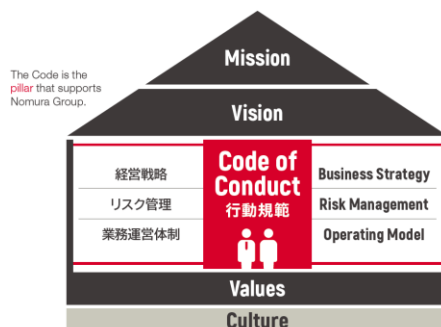 Mission
The Code is the
pillar that supports
Nomura Group.
Vision
Code of
Conduct
行動規範
経営戦略
Business Strategy
リスク管理
Risk Management
業務運営体制
Operating Model
Values
Culture